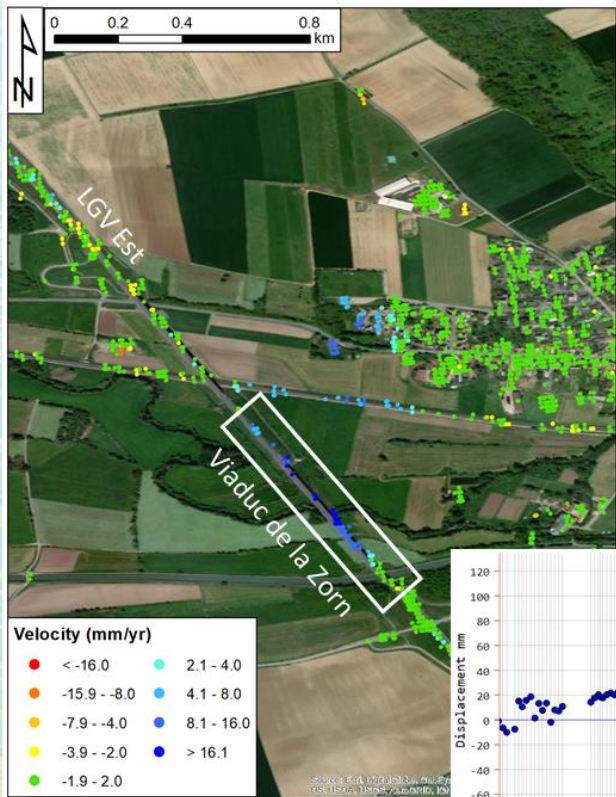 0 0.2 0.4 0.8
km
N
LGV Est
Viaduc de la Zorn
Velocity (mm/yr)
< -16.0
-15.9 - -8.0
-7.9 - -4.0
-3.9 - -2.0
-1.9 - 2.0
2.1 - 4.0
4.1 - 8.0
8.1 - 16.0
> 16.1
Displacement mm
120
100
80
60
40
20
0
-20
-40
-60